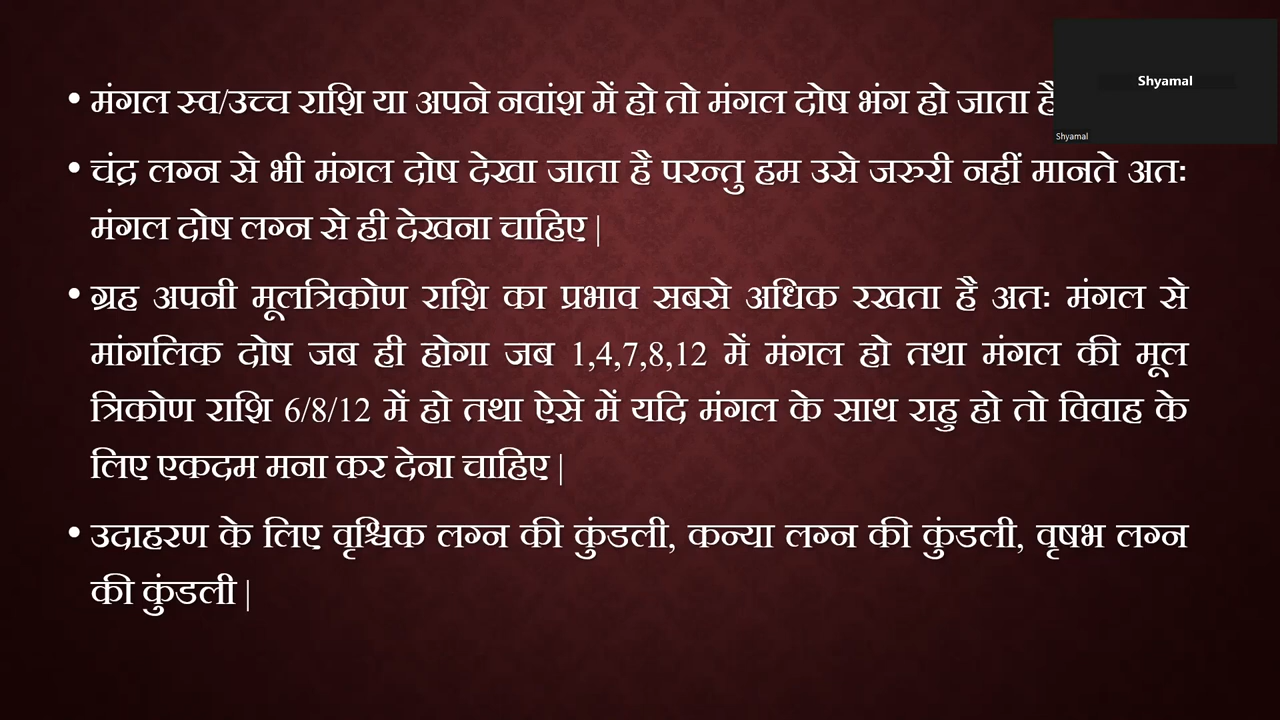 • मंगल स्व/उच्च राशि या अपने नवांश में हो तो मंगल दोष भंग हो जाता है
Shyamal
Shyamal
• चंद्र लग्न से भी मंगल दोष देखा जाता है परन्तु हम उसे जरुरी नहीं मानते अतः
मंगल दोष लग्न से ही देखना चाहिए |
• ग्रह अपनी मूलत्रिकोण राशि का प्रभाव सबसे अधिक रखता है अतः मंगल से
मांगलिक दोष जब ही होगा जब 1,4,7,8,12 में मंगल हो तथा मंगल की मूल
त्रिकोण राशि 6/8/12 में हो तथा ऐसे में यदि मंगल के साथ राहु हो तो विवाह के
लिए एकदम मना कर देना चाहिए |
• उदाहरण के लिए वृश्चिक लग्न की कुंडली, कन्या लग्न की कुंडली, वृषभ लग्न
की कुंडली |